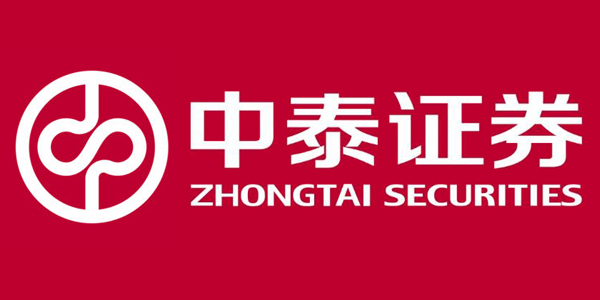 中泰证券
ZHONGTAI SECURITIES